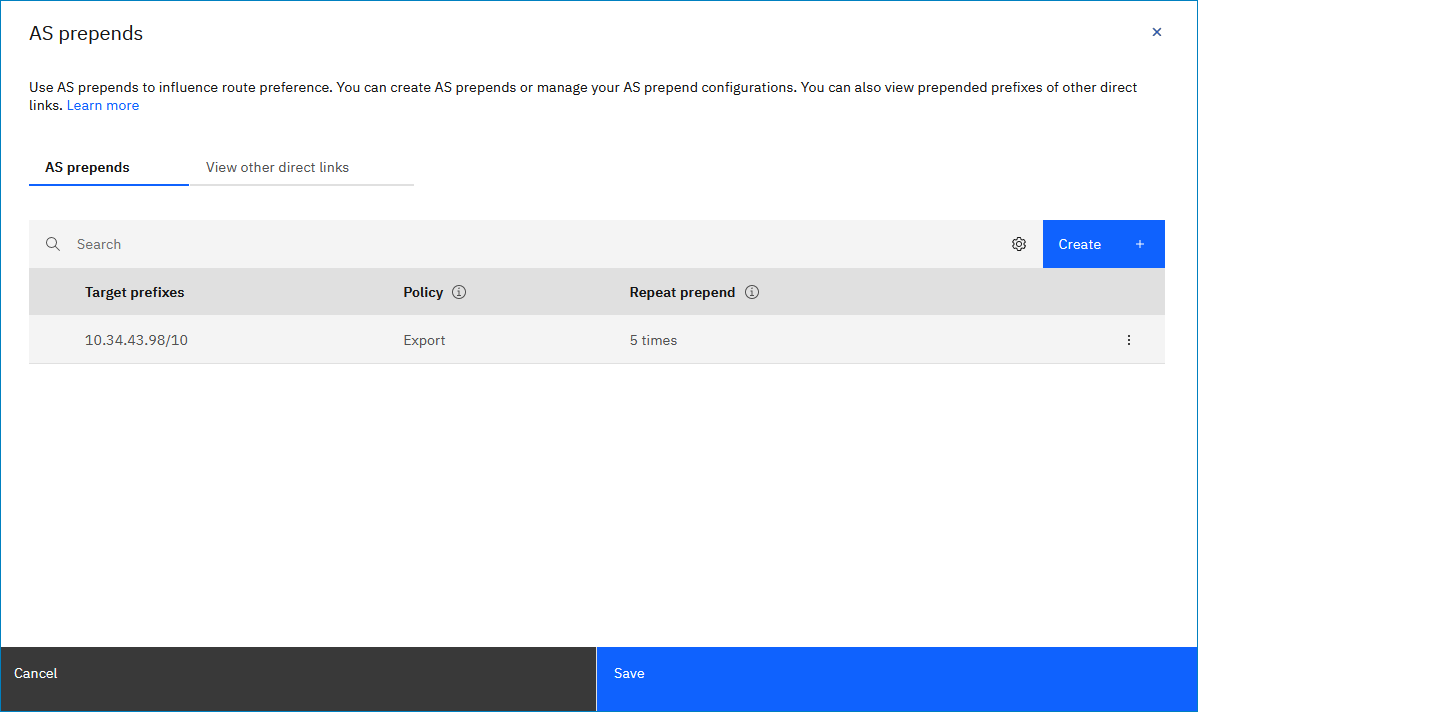 AS prepends
Use AS prepends to influence route preference. You can create AS prepends or manage your AS prepend configurations. You can also view prepended prefixes of other direct
links. Learn more
AS prepends View other direct links
Search Create +
Target prefixes Policy Repeat prepend
10.34.43.98/10 Export 5 times
Cancel Save